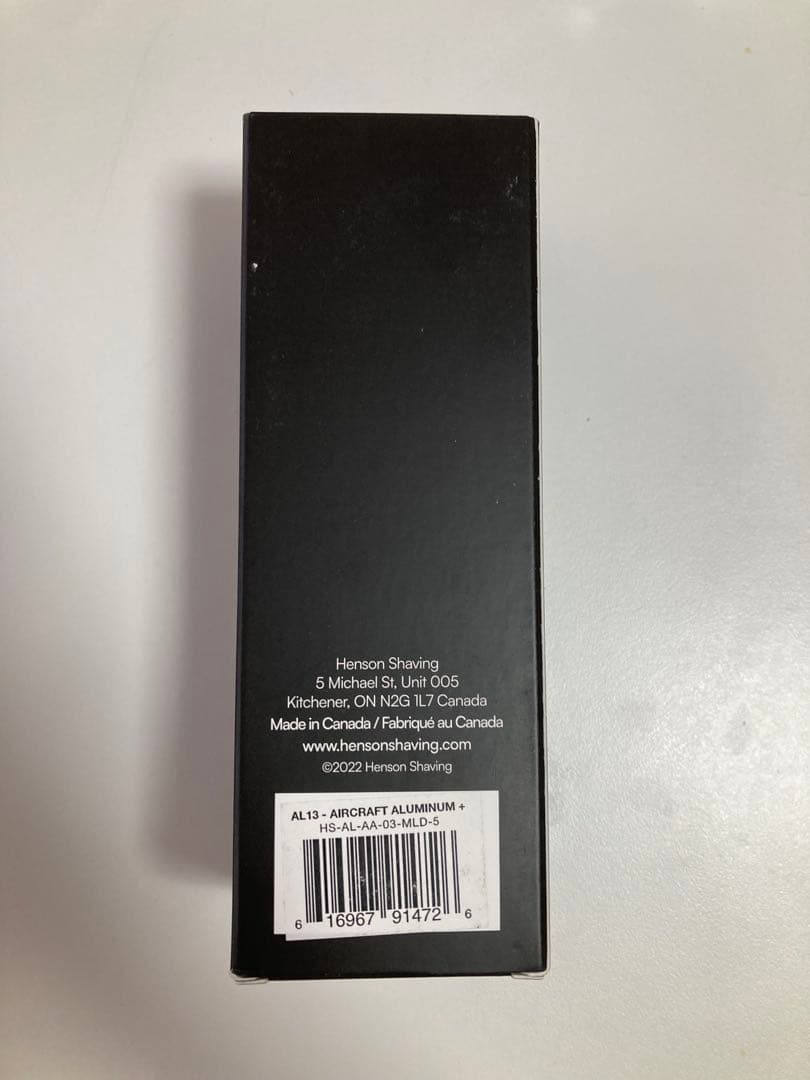 Henson Shaving
5 Michael St, Unit 005
Kitchener, ON N2G 1L7 Canada
Made in Canada / Fabriqué au Canada
www.hensonshaving.com
©2022 Henson Shaving
AL13 - AIRCRAFT ALUMINUM +
HS-AL-AA-03-MLD-5
6 16967 91472 6